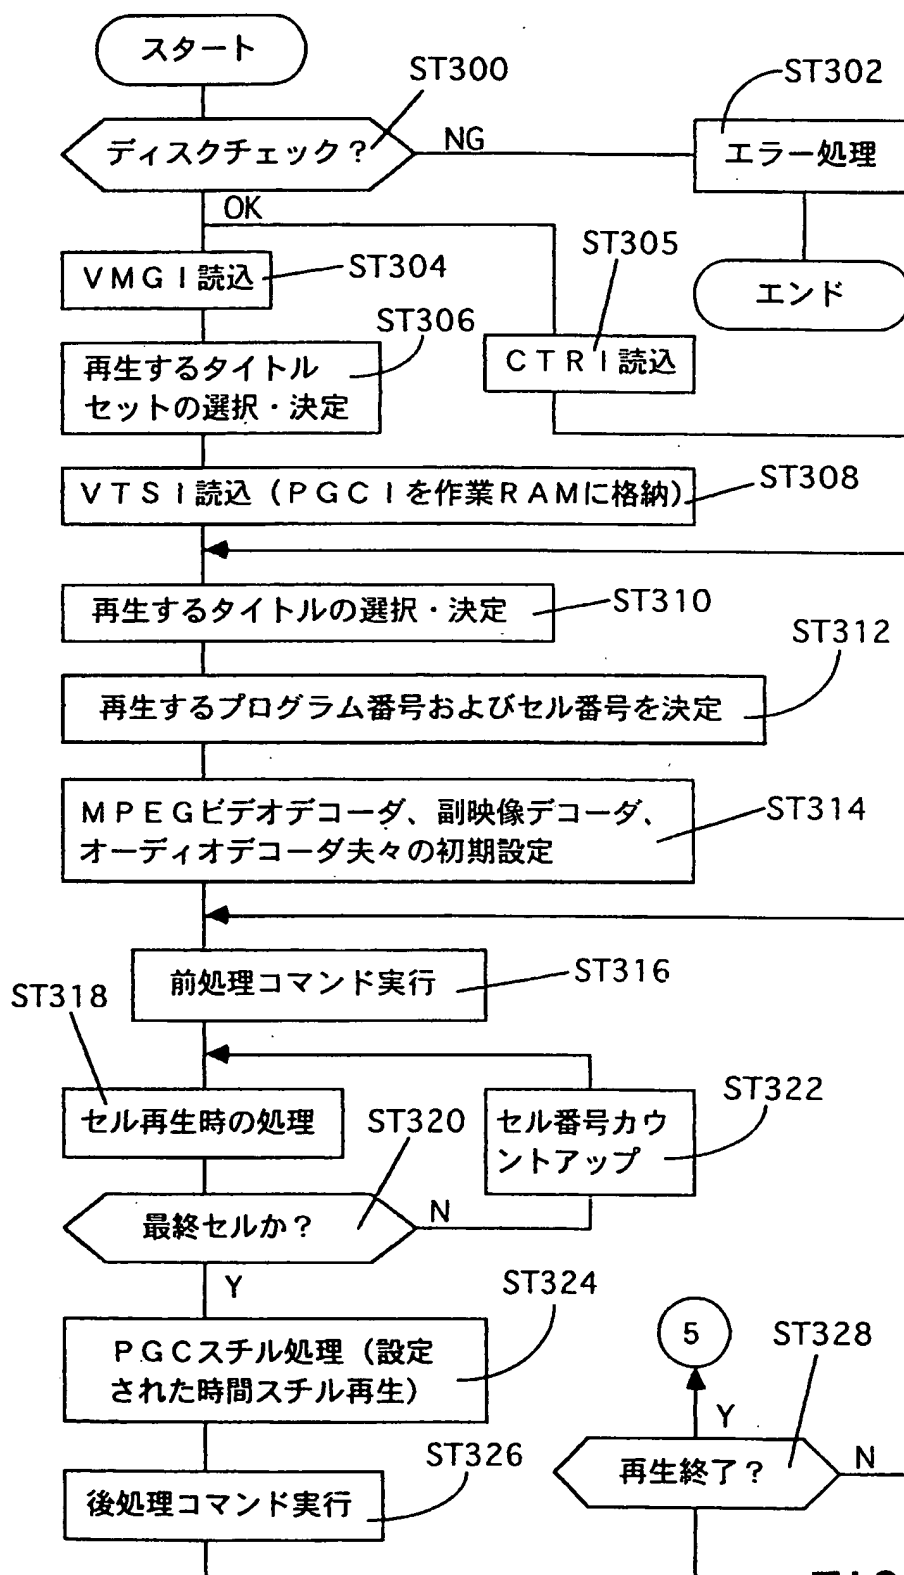 スタート
ST300
ST302
ディスクチェック？
NG
エラー処理
OK
ST305
VMGI読込
ST304
エンド
ST306
再生するタイトル
セットの選択・決定
CTRI読込
VTSI読込（PGCIを作業RAMに格納）
ST308
再生するタイトルの選択・決定
ST310
ST312
再生するプログラム番号およびセル番号を決定
MPEGビデオデコーダ、副映像デコーダ、
オーディオデコーダ夫々の初期設定
ST314
前処理コマンド実行
ST316
ST318
セル再生時の処理
ST320
セル番号カウ
ントアップ
ST322
最終セルか？
N
Y
ST324
PGCスチル処理（設定
された時間スチル再生）
5
ST328
Y
再生終了？
N
ST326
後処理コマンド実行